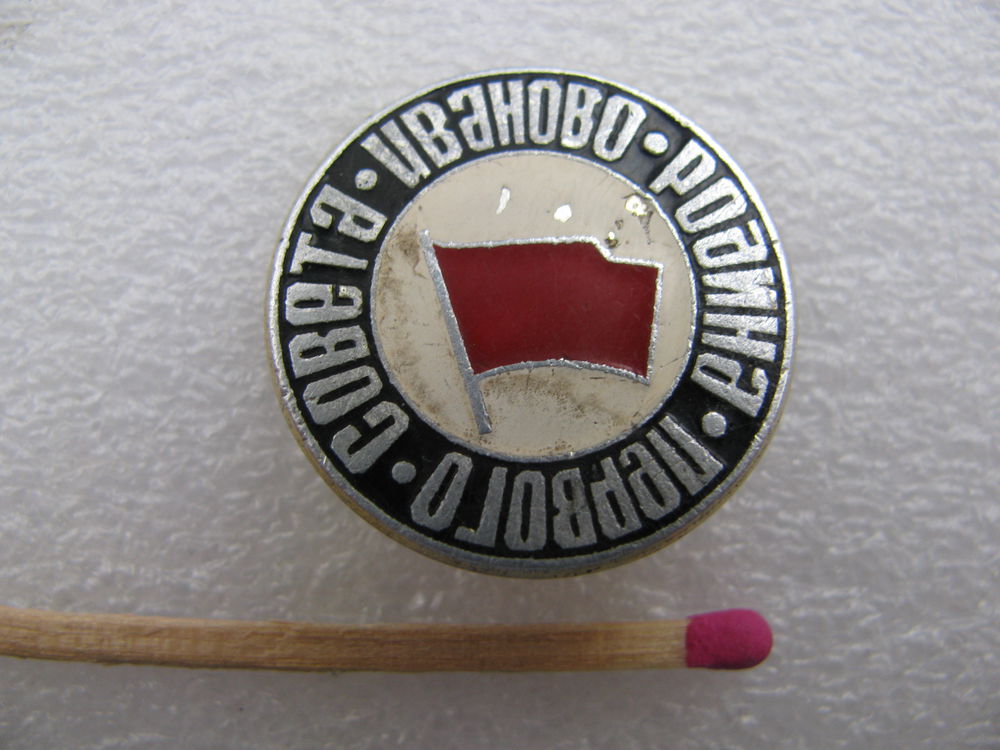 иваново • родина • первого • совета •